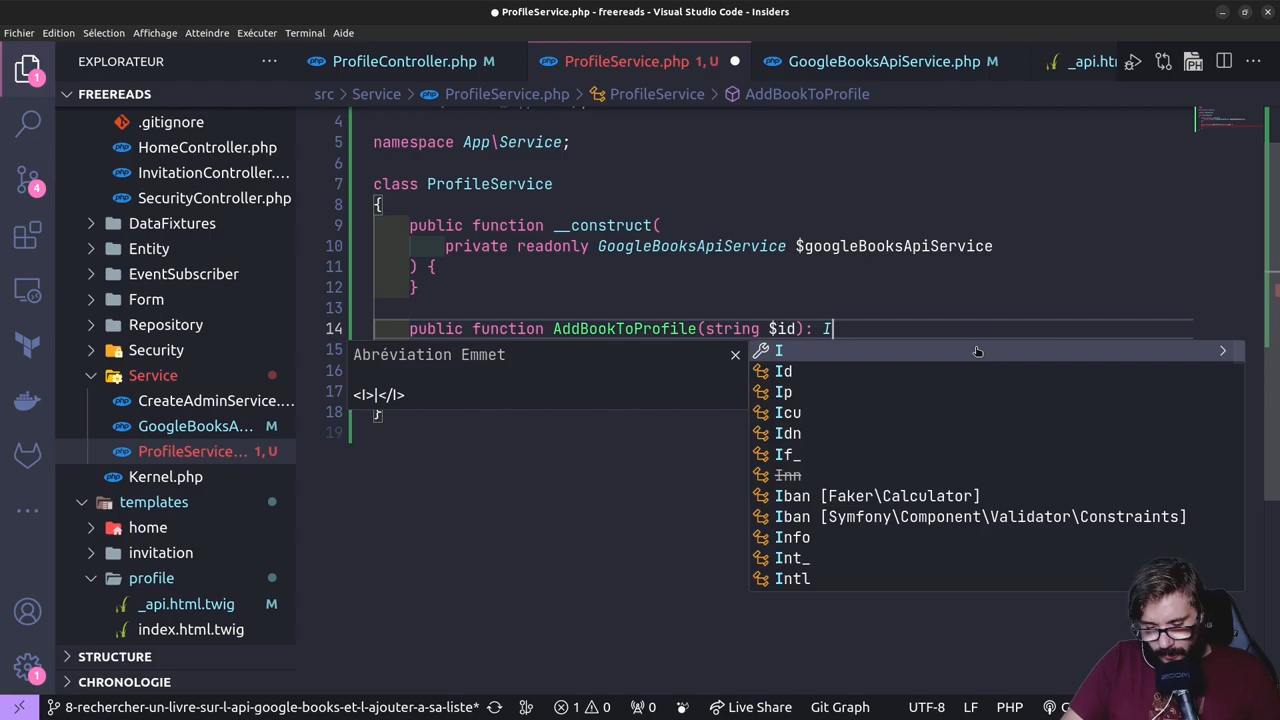 ProfileService.php - freereads - Visual Studio Code - Insiders
Fichier Edition Sélection Affichage Atteindre Exécuter Terminal Aide
EXPLORATEUR
ProfileController.php M
ProfileService.php 1, U
GoogleBooksApiService.php M
_api.htm
FREEREADS
src > Service > ProfileService.php > ProfileService > AddBookToProfile
.gitignore
HomeController.php
InvitationController....
SecurityController.php
DataFixtures
Entity
EventSubscriber
Form
Repository
Security
Service
CreateAdminService....
GoogleBooksA... M
ProfileService... 1, U
Kernel.php
templates
home
invitation
profile
_api.html.twig M
index.html.twig
STRUCTURE
CHRONOLOGIE
4
5 namespace App\Service;
6
7 class ProfileService
8 {
9 public function __construct(
10 private readonly GoogleBooksApiService $googleBooksApiService
11 ) {
12 }
13
14 public function AddBookToProfile(string $id): I
15
16
17
18 }
19
Abréviation Emmet
<I>|</I>
I
Id
Ip
Icu
Idn
If_
Inn
Iban [Faker\Calculator]
Iban [Symfony\Component\Validator\Constraints]
Info
Int_
Intl
1
4
1
ZOOM
8-rechercher-un-livre-sur-l-api-google-books-et-l-ajouter-a-sa-liste* 1 0 0 Live Share Git Graph UTF-8 LF PHP